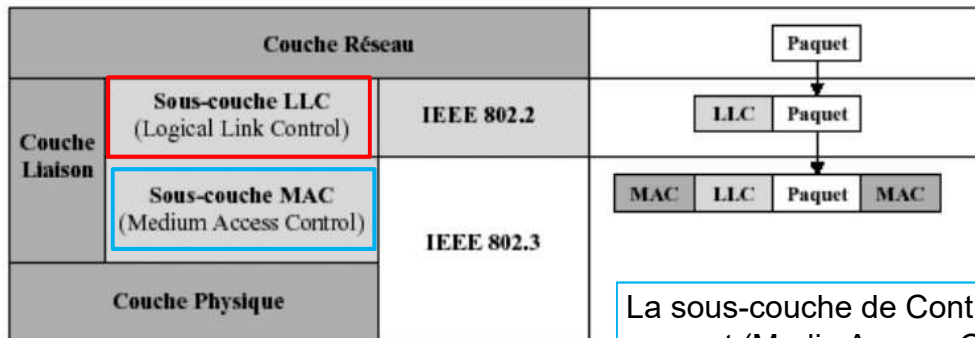 Couche Réseau
Paquet
Couche
Liaison
Sous-couche LLC
(Logical Link Control)
IEEE 802.2
LLC Paquet
Sous-couche MAC
(Medium Access Control)
IEEE 802.3
MAC LLC Paquet MAC
Couche Physique
La sous-couche de Cont